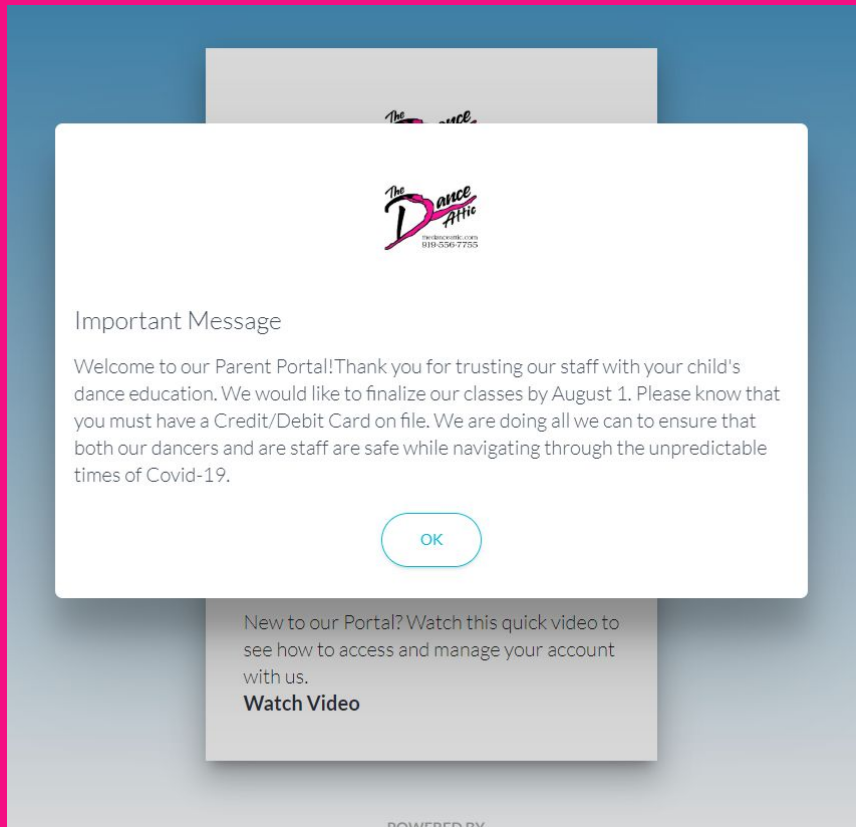 The
ance
The
Dance
Attic
thedanceattic.com
919-556-7755
Important Message
Welcome to our Parent Portal!Thank you for trusting our staff with your child's
dance education. We would like to finalize our classes by August 1. Please know that
you must have a Credit/Debit Card on file. We are doing all we can to ensure that
both our dancers and are staff are safe while navigating through the unpredictable
times of Covid-19.
OK
New to our Portal? Watch this quick video to
see how to access and manage your account
with us.
Watch Video
POWERED BY